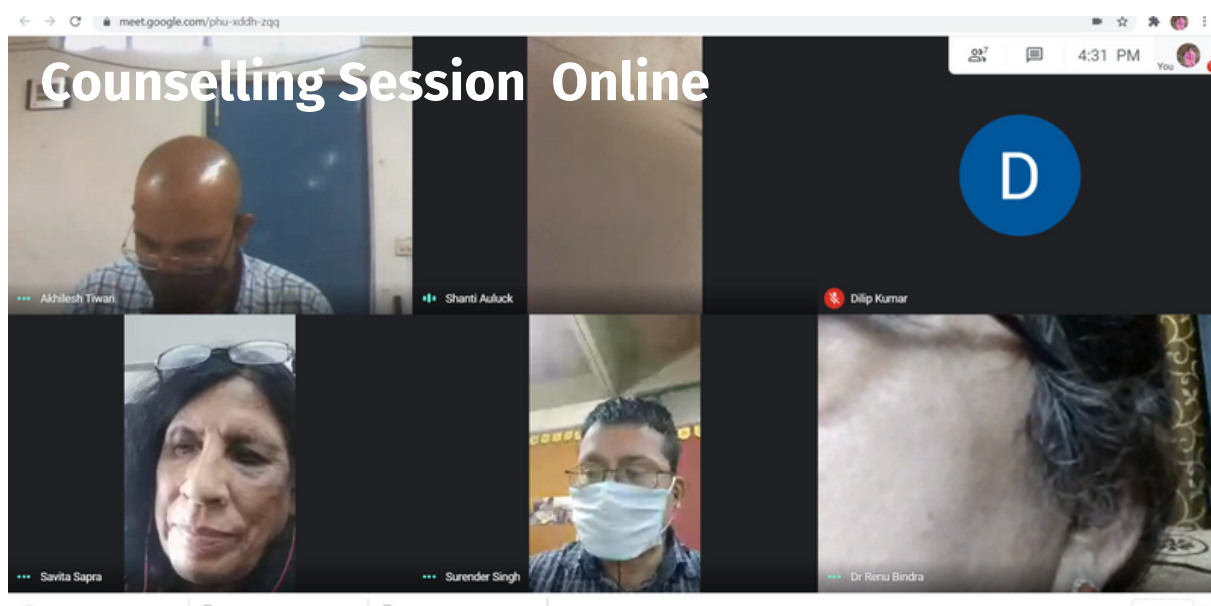 meet.google.com/phu-xddh-zqq
Counselling Session Online
7
4:31 PM
You
D
Akhilesh Tiwari
Shanti Auluck
Dilip Kumar
Savita Sapra
Surender Singh
Dr Renu Bindra